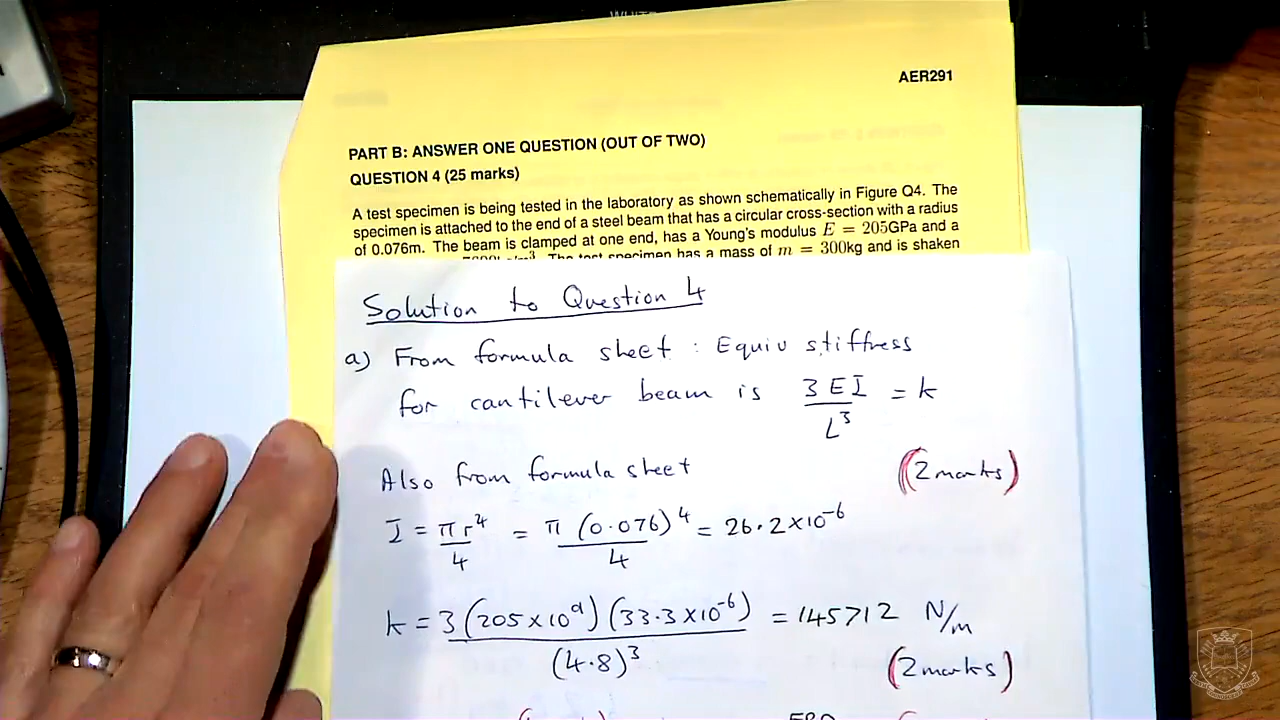 AER291
PART B: ANSWER ONE QUESTION (OUT OF TWO)
QUESTION 4 (25 marks)
A test specimen is being tested in the laboratory as shown schematically in Figure Q4. The
specimen is attached to the end of a steel beam that has a circular cross-section with a radius
of 0.076m. The beam is clamped at one end, has a Young's modulus E = 205GPa and a
The test specimen has a mass of m = 300kg and is shaken
Solution to Question 4
a) From formula sheet : Equiv stiffness
for cantilever beam is 3EI/L³ = k
Also from formula sheet (2 marks)
I = πr⁴/4 = π(0.076)⁴/4 = 26.2×10⁻⁶
k = 3(205×10⁹)(33.3×10⁻⁶)/(4.8)³ = 145712 N/m
(2 marks)